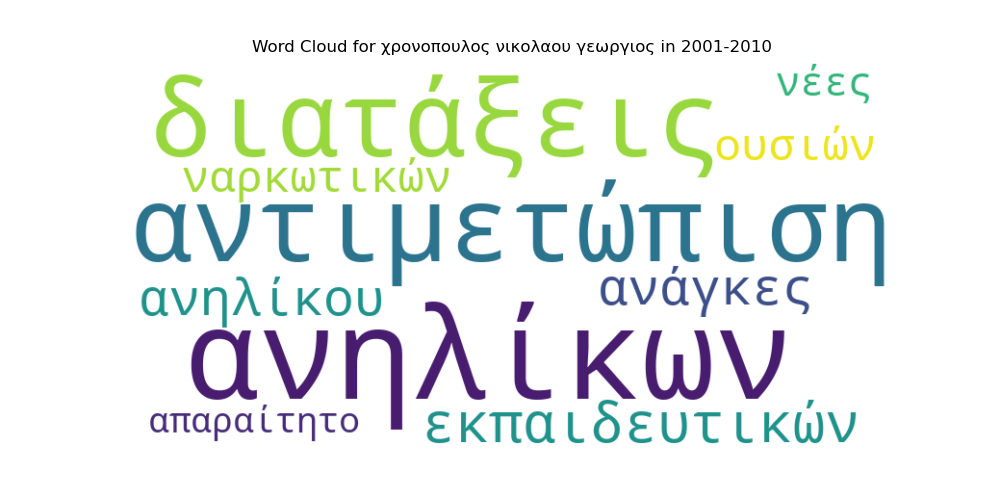 Word Cloud for χρονοπουλος νικολαου γεωργιος in 2001-2010
νέες
διατάξεις
ουσιών
ναρκωτικών
αντιμετώπιση
ανηλίκου
ανάγκες
ανηλίκων
απαραίτητο
εκπαιδευτικών